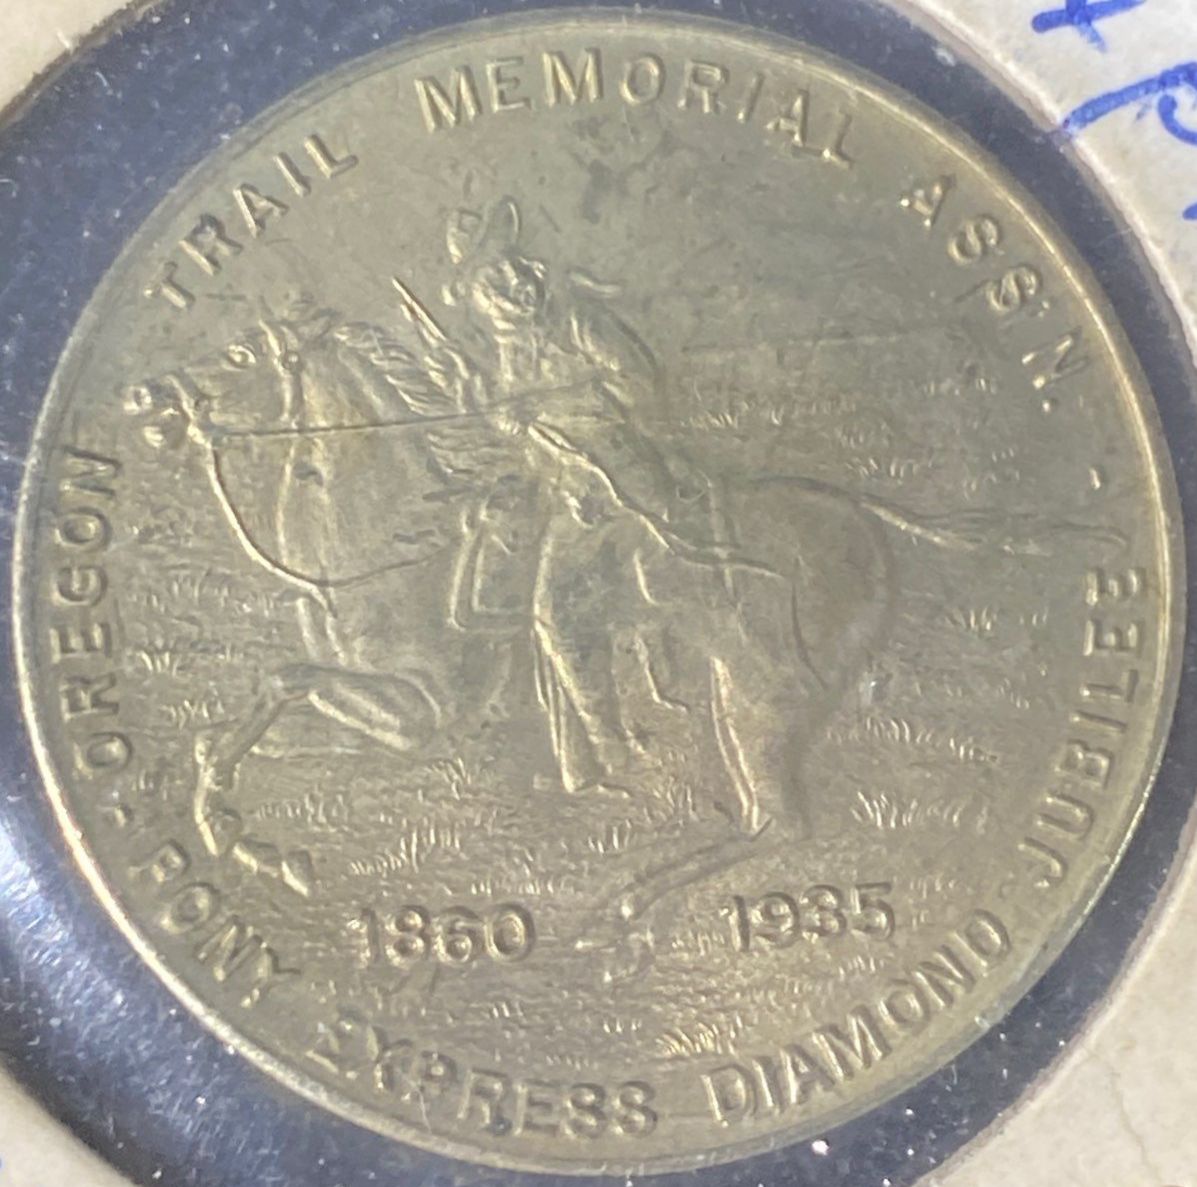 OREGON TRAIL MEMORIAL ASS'N.
PONY EXPRESS DIAMOND JUBILEE
1860 1935